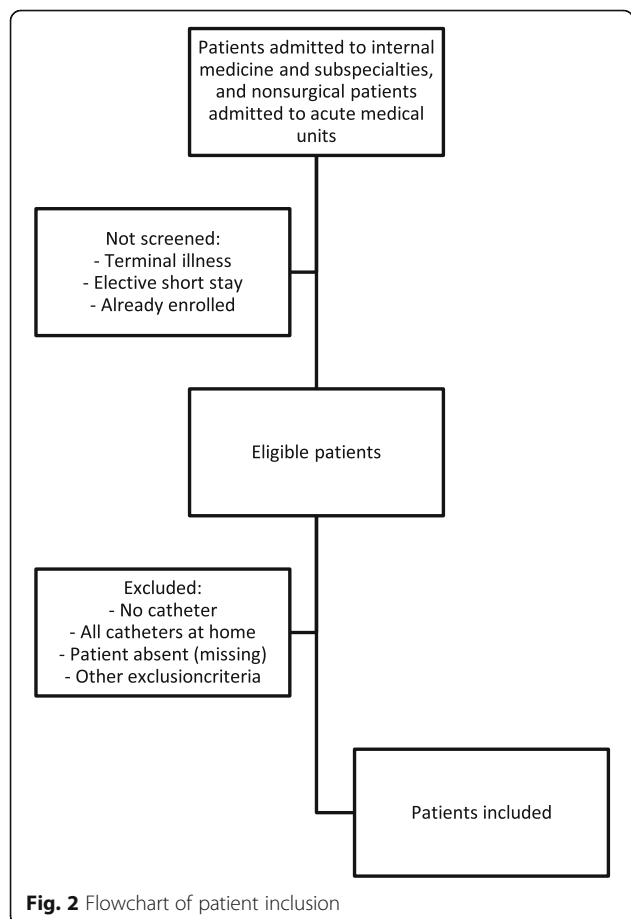 Patients admitted to internal
medicine and subspecialties,
and nonsurgical patients
admitted to acute medical
units
Not screened:
- Terminal illness
- Elective short stay
- Already enrolled
Eligible patients
Excluded:
- No catheter
- All catheters at home
- Patient absent (missing)
- Other exclusioncriteria
Patients included
Fig. 2 Flowchart of patient inclusion